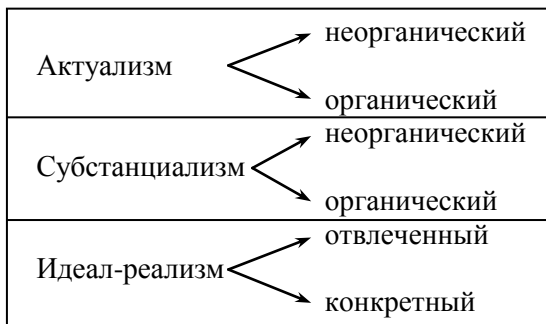 неорганический
Актуализм
органический
неорганический
Субстанциализм
органический
отвлеченный
Идеал-реализм
конкретный